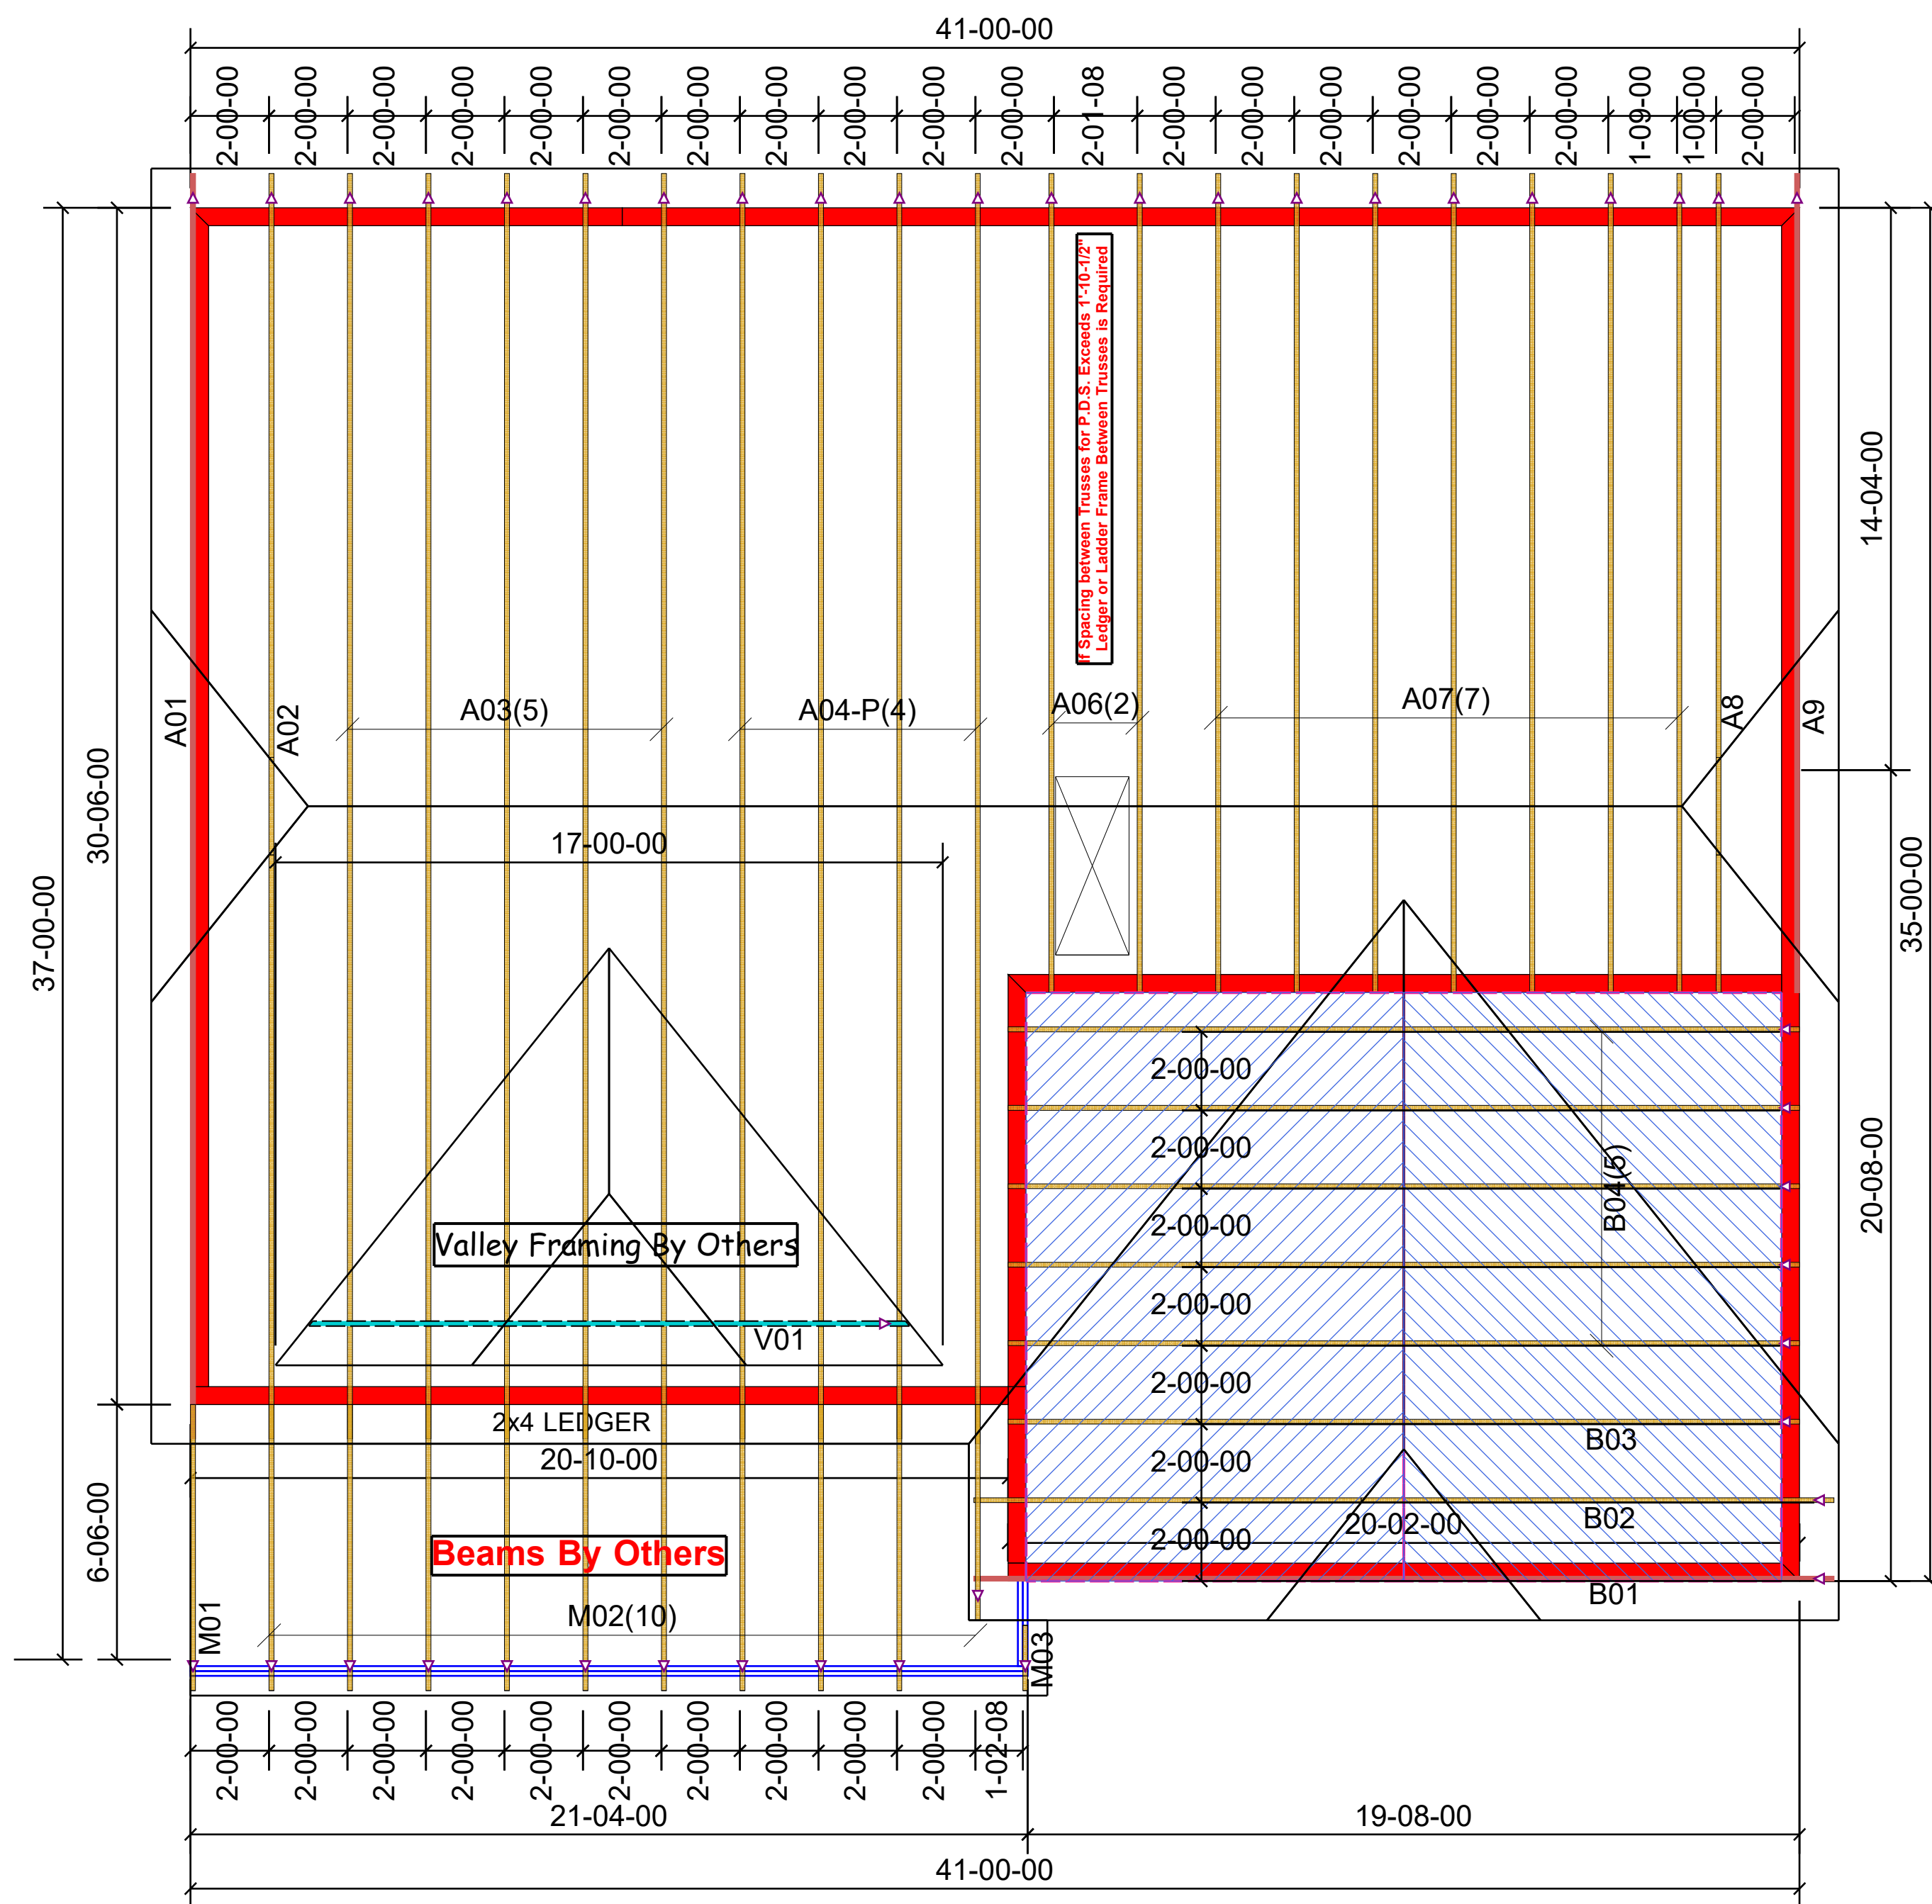 41-00-00
2-00-00
2-00-00
2-00-00
2-00-00
2-00-00
2-00-00
2-00-00
2-00-00
2-00-00
2-00-00
2-00-00
2-01-08
2-00-00
2-00-00
2-00-00
2-00-00
2-00-00
2-00-00
1-09-00
1-00-00
2-00-00
If Spacing between Trusses for P.D.S. Exceeds 1'-10-1/2"
Ledger or Ladder Frame Between Trusses is Required
14-04-00
A01
A02
A03(5)
A04-P(4)
A06(2)
A07(7)
A8
A9
30-06-00
37-00-00
17-00-00
35-00-00
20-08-00
2-00-00
2-00-00
2-00-00
2-00-00
2-00-00
2-00-00
2-00-00
B04(5)
Valley Framing By Others
V01
2x4 LEDGER
20-10-00
B03
B02
20-02-00
B01
6-06-00
Beams By Others
M01
M02(10)
M03
2-00-00
2-00-00
2-00-00
2-00-00
2-00-00
2-00-00
2-00-00
2-00-00
2-00-00
2-00-00
1-02-08
21-04-00
19-08-00
41-00-00